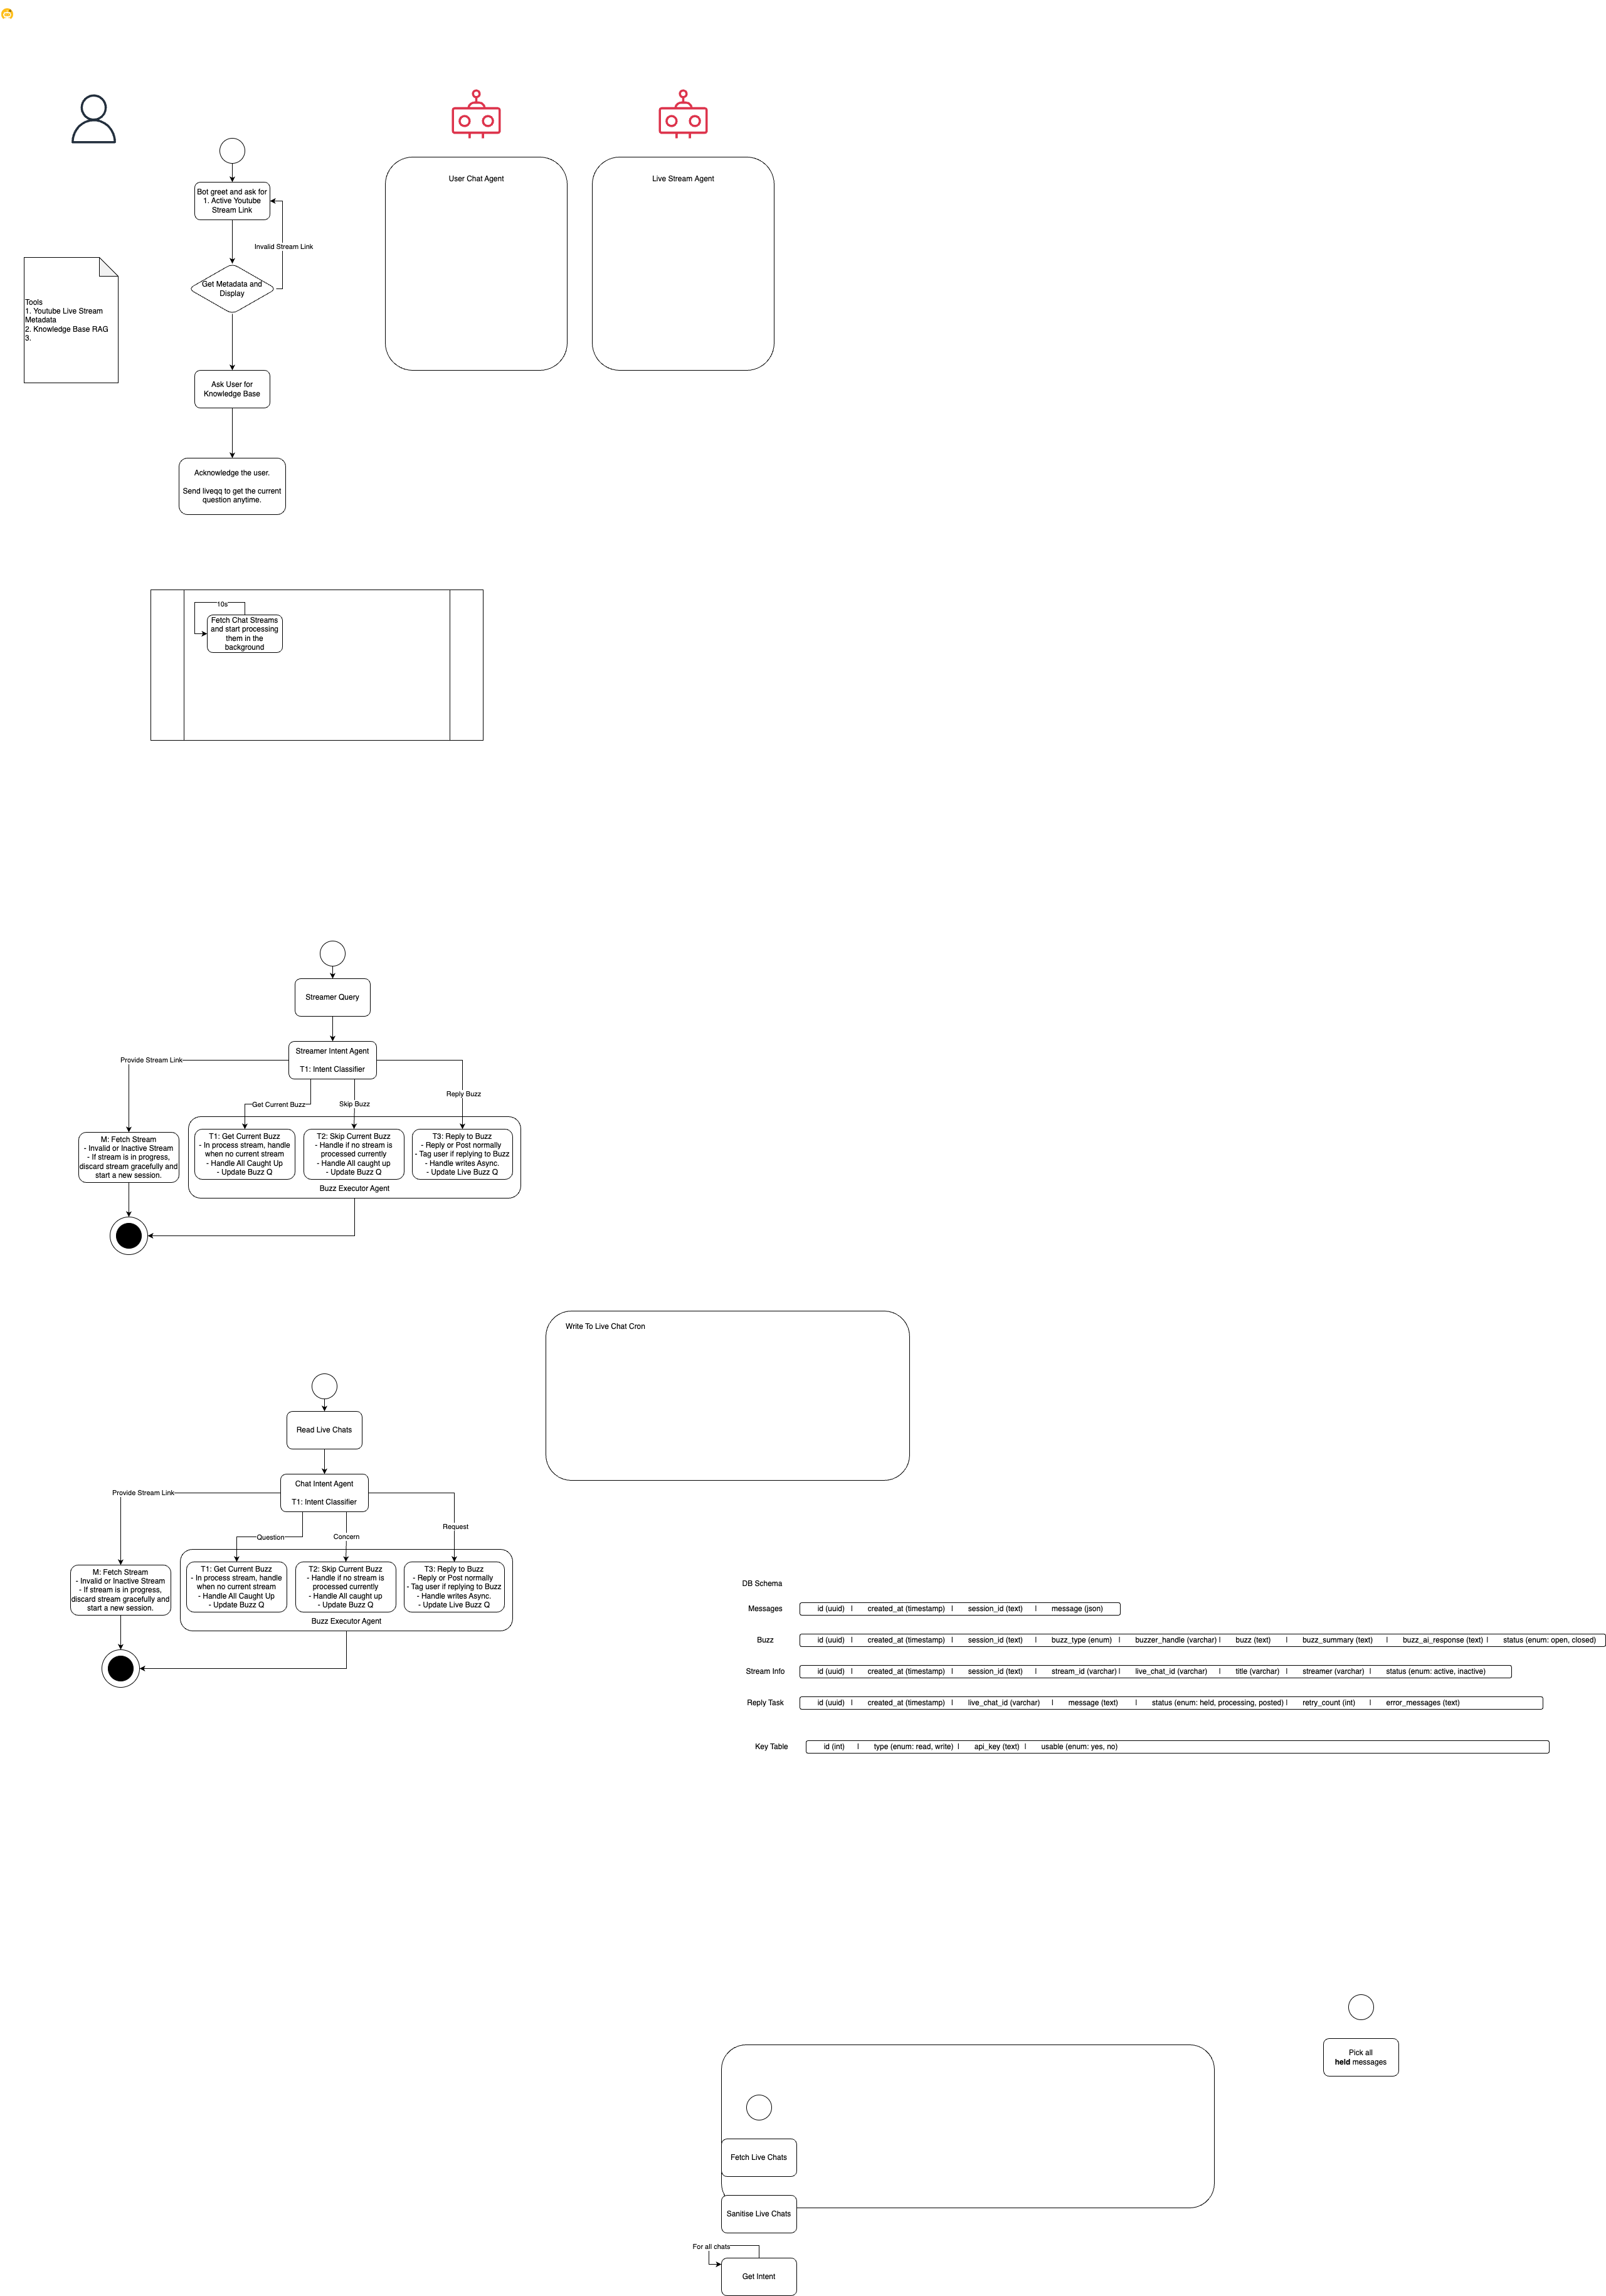 User Chat Agent
Live Stream Agent
Bot greet and ask for
1. Active Youtube
Stream Link
Invalid Stream Link
Get Metadata and
Display
Tools
1. Youtube Live Stream
Metadata
2. Knowledge Base RAG
3.
Ask User for
Knowledge Base
Acknowledge the user.
Send liveqq to get the current
question anytime.
10s
Fetch Chat Streams
and start processing
them in the
background
Streamer Query
Streamer Intent Agent
T1: Intent Classifier
Provide Stream Link
Get Current Buzz
Skip Buzz
Reply Buzz
M: Fetch Stream
- Invalid or Inactive Stream
- If stream is in progress,
discard stream gracefully and
start a new session.
T1: Get Current Buzz
- In process stream, handle
when no current stream
- Handle All Caught Up
- Update Buzz Q
T2: Skip Current Buzz
- Handle if no stream is
processed currently
- Handle All caught up
- Update Buzz Q
T3: Reply to Buzz
- Reply or Post normally
- Tag user if replying to Buzz
- Handle writes Async.
- Update Live Buzz Q
Buzz Executor Agent
Write To Live Chat Cron
Read Live Chats
Chat Intent Agent
T1: Intent Classifier
Provide Stream Link
Question
Concern
Request
M: Fetch Stream
- Invalid or Inactive Stream
- If stream is in progress,
discard stream gracefully and
start a new session.
T1: Get Current Buzz
- In process stream, handle
when no current stream
- Handle All Caught Up
- Update Buzz Q
T2: Skip Current Buzz
- Handle if no stream is
processed currently
- Handle All caught up
- Update Buzz Q
T3: Reply to Buzz
- Reply or Post normally
- Tag user if replying to Buzz
- Handle writes Async.
- Update Live Buzz Q
Buzz Executor Agent
DB Schema
Messages id (uuid) | created_at (timestamp) | session_id (text) | message (json)
Buzz id (uuid) | created_at (timestamp) | session_id (text) | buzz_type (enum) | buzzer_handle (varchar) | buzz (text) | buzz_summary (text) | buzz_ai_response (text) | status (enum: open, closed)
Stream Info id (uuid) | created_at (timestamp) | session_id (text) | stream_id (varchar) | live_chat_id (varchar) | title (varchar) | streamer (varchar) | status (enum: active, inactive)
Reply Task id (uuid) | created_at (timestamp) | live_chat_id (varchar) | message (text) | status (enum: held, processing, posted) | retry_count (int) | error_messages (text)
Key Table id (int) | type (enum: read, write) | api_key (text) | usable (enum: yes, no)
Pick all
held messages
Fetch Live Chats
Sanitise Live Chats
For all chats
Get Intent